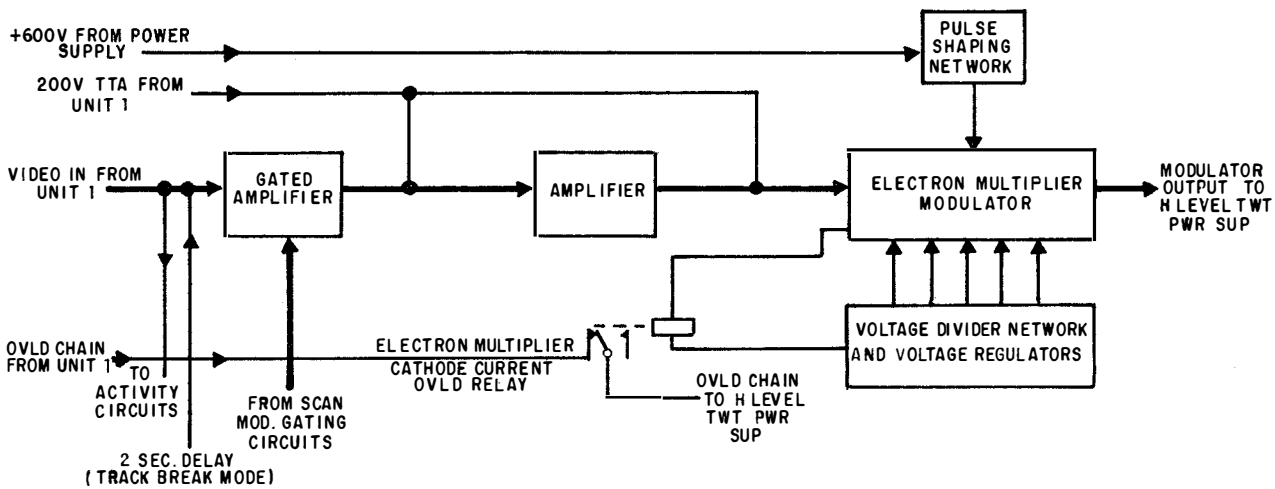 +600V FROM POWER
SUPPLY
PULSE
SHAPING
NETWORK
200V TTA FROM
UNIT 1
VIDEO IN FROM
UNIT 1
GATED
AMPLIFIER
AMPLIFIER
ELECTRON MULTIPLIER
MODULATOR
MODULATOR
OUTPUT TO
H LEVEL TWT
PWR SUP
OVLD CHAIN
FROM UNIT 1
TO
ACTIVITY
CIRCUITS
FROM SCAN
MOD. GATING
CIRCUITS
2 SEC. DELAY
(TRACK BREAK MODE)
ELECTRON MULTIPLIER
CATHODE CURRENT
OVLD RELAY
OVLD CHAIN
TO H LEVEL
TWT PWR
SUP
VOLTAGE DIVIDER NETWORK
AND VOLTAGE REGULATORS